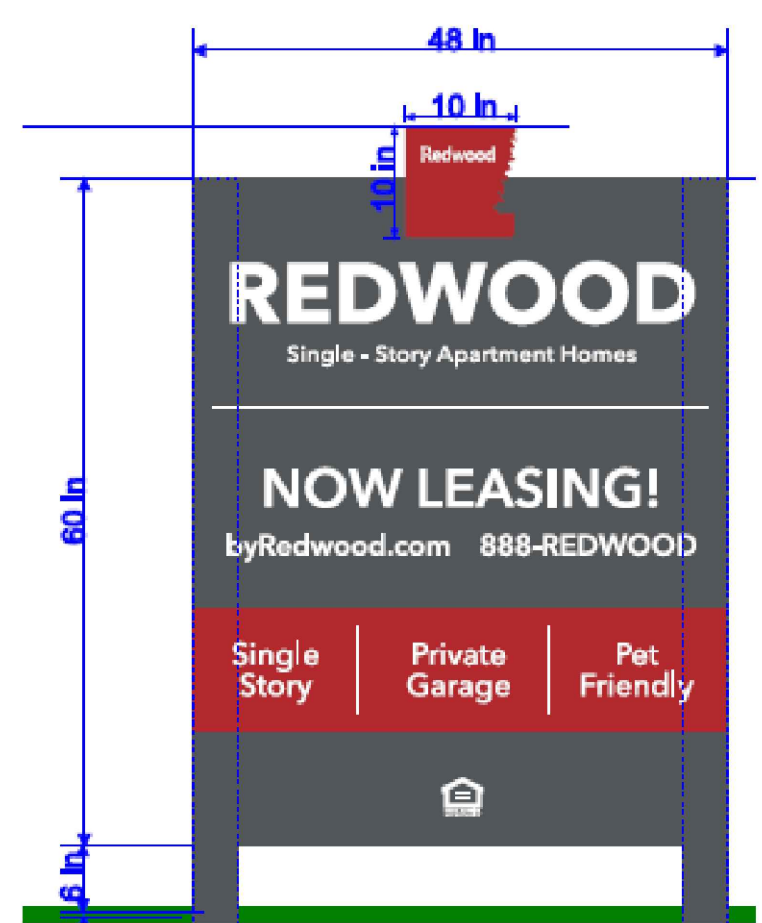 48 In
10 In
10 in
Redwood
REDWOOD
Single - Story Apartment Homes
60 In
NOW LEASING!
byRedwood.com 888-REDWOOD
Single Story
Private Garage
Pet Friendly
6 In